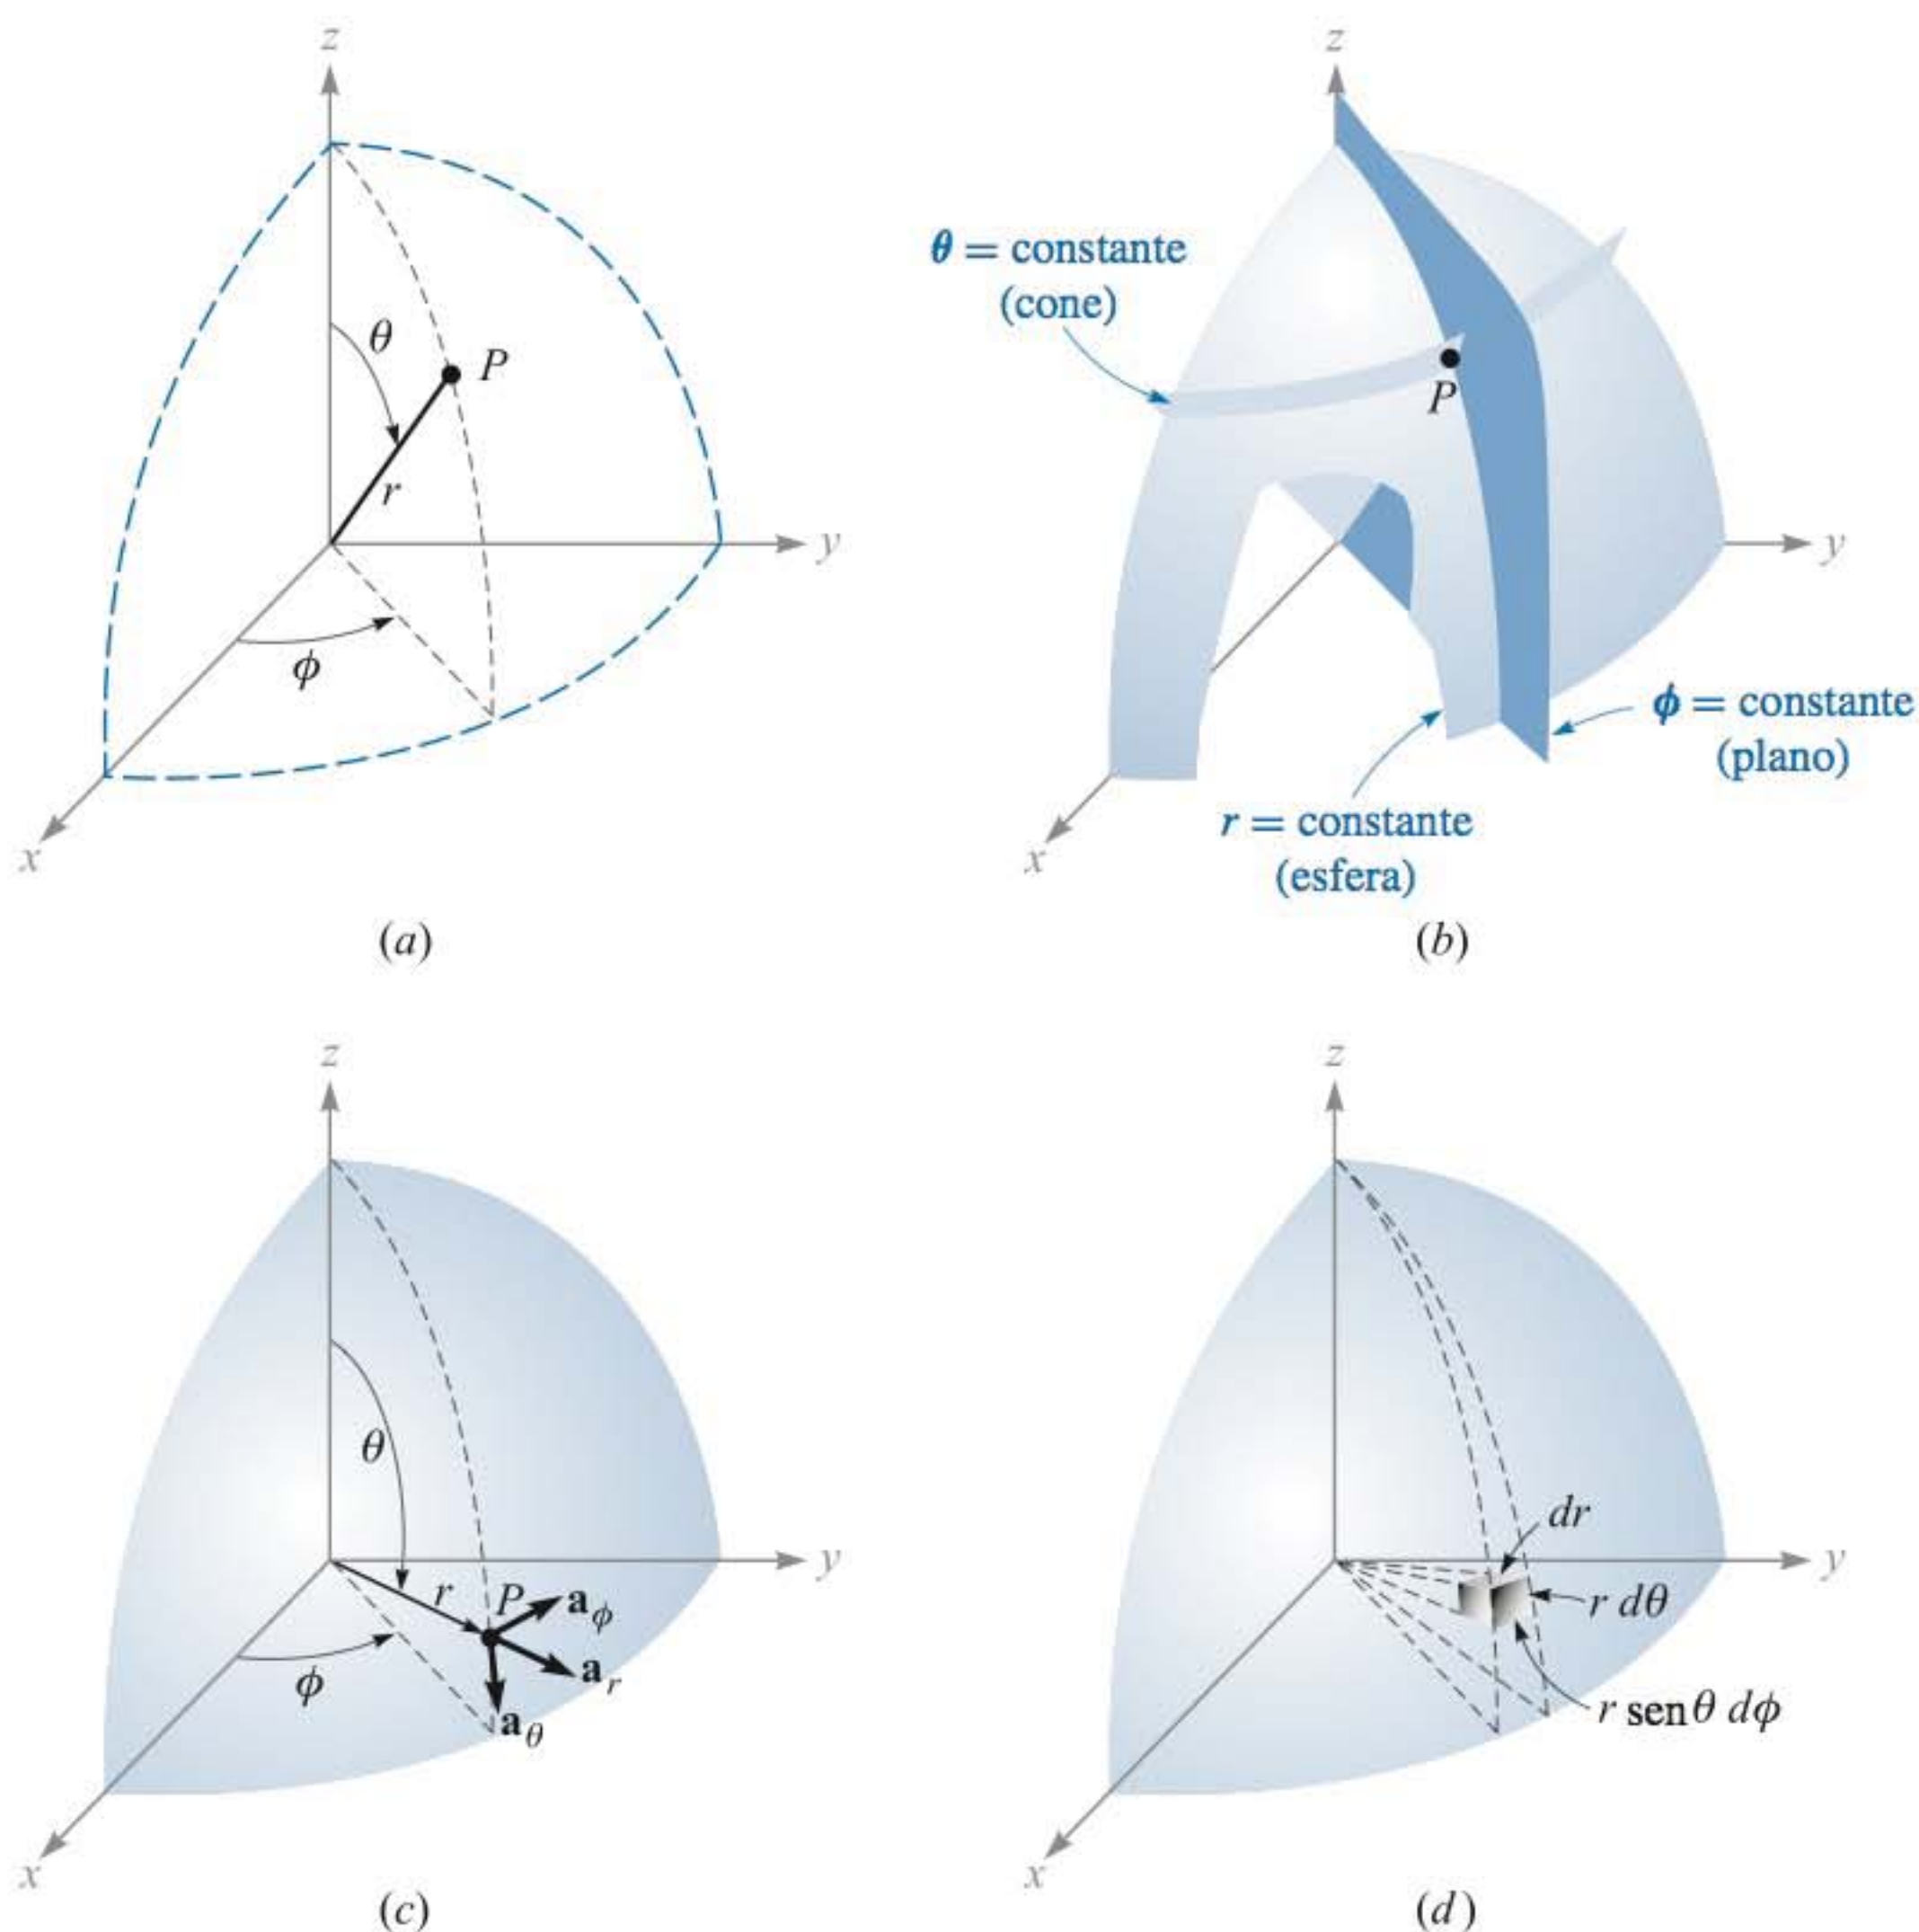 z
θ
P
r
y
ϕ
x
(a)
z
θ = constante
(cone)
P
y
ϕ = constante
(plano)
r = constante
(esfera)
x
(b)
z
θ
r
P
a_ϕ
y
a_r
ϕ
a_θ
x
(c)
z
dr
y
r dθ
r sen θ dϕ
x
(d)